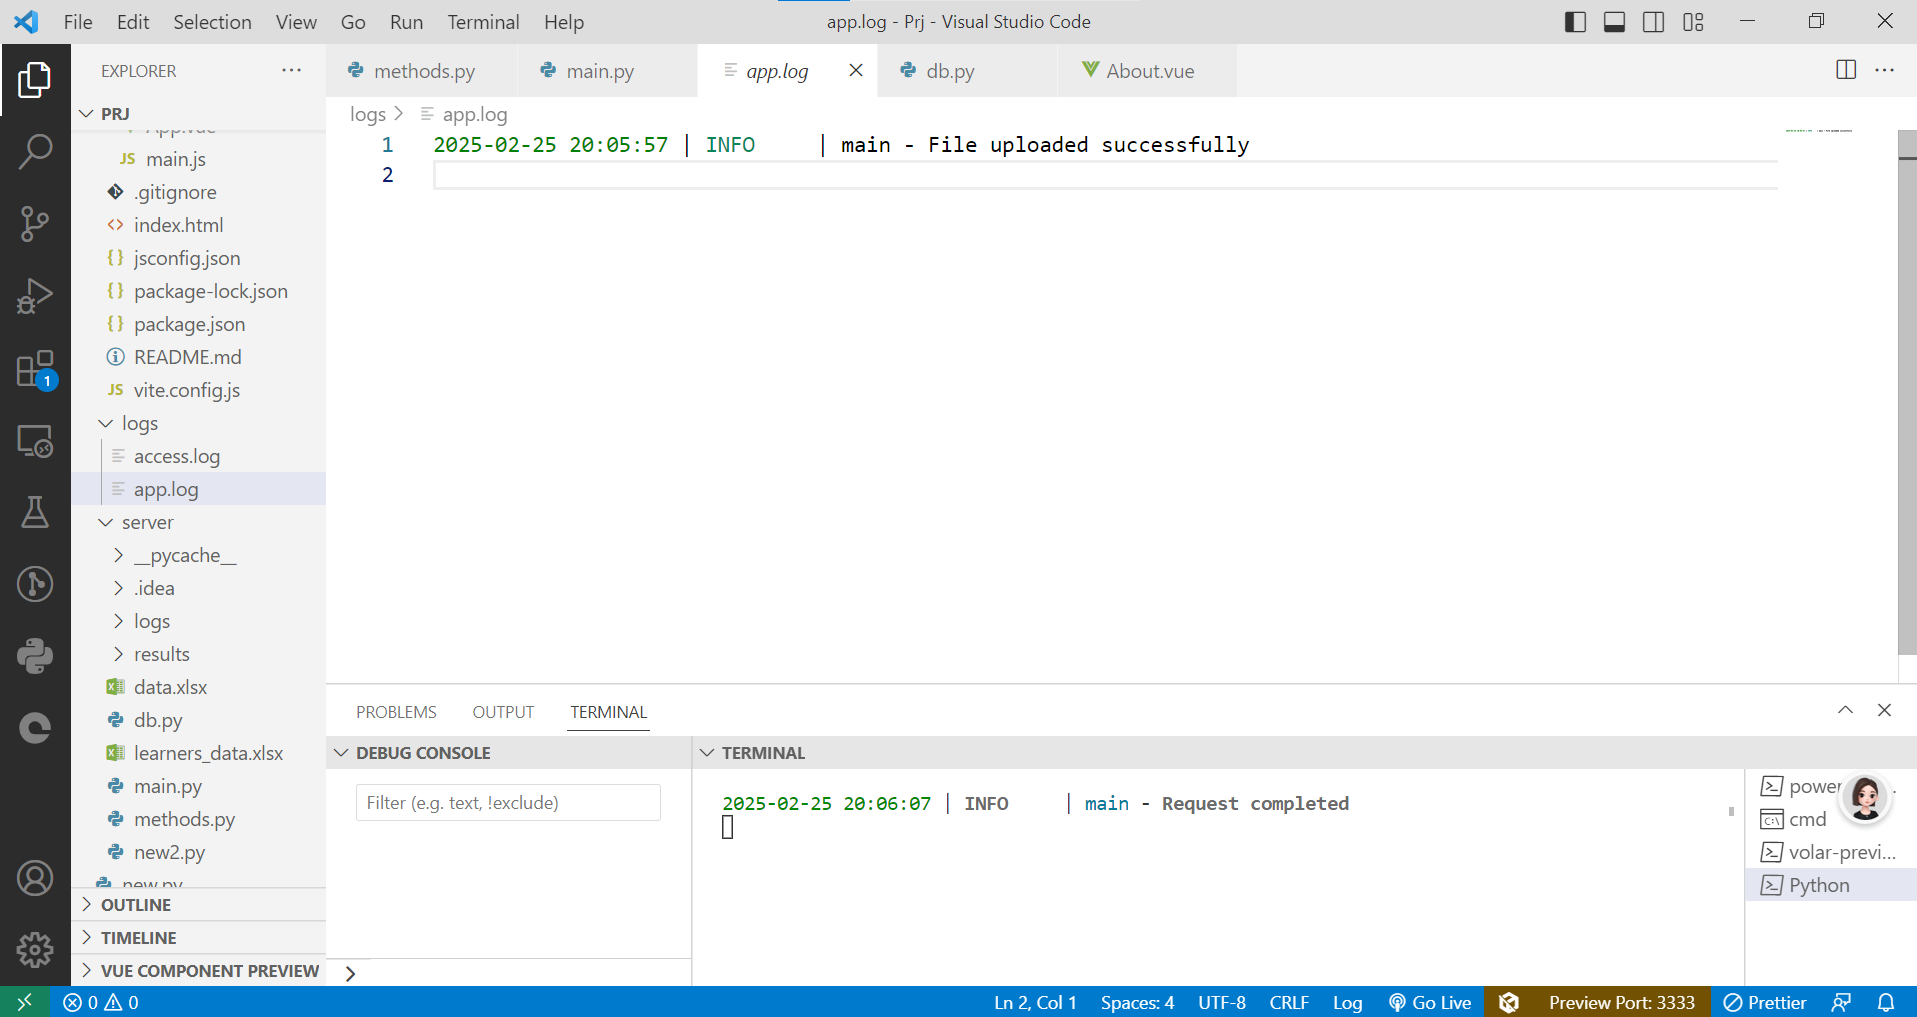 File Edit Selection View Go Run Terminal Help
app.log - Prj - Visual Studio Code
EXPLORER
PRJ
App.vue
JS main.js
.gitignore
<> index.html
{} jsconfig.json
{} package-lock.json
{} package.json
README.md
JS vite.config.js
logs
access.log
app.log
server
__pycache__
.idea
logs
results
data.xlsx
db.py
learners_data.xlsx
main.py
methods.py
new2.py
new.py
OUTLINE
TIMELINE
VUE COMPONENT PREVIEW
1
methods.py
main.py
app.log
db.py
About.vue
logs > app.log
1 2025-02-25 20:05:57 | INFO | main - File uploaded successfully
2
PROBLEMS OUTPUT TERMINAL
DEBUG CONSOLE
Filter (e.g. text, !exclude)
TERMINAL
2025-02-25 20:06:07 | INFO | main - Request completed
cmd
volar-previ...
Python
0 0
Ln 2, Col 1 Spaces: 4 UTF-8 CRLF Log Go Live Preview Port: 3333 Prettier